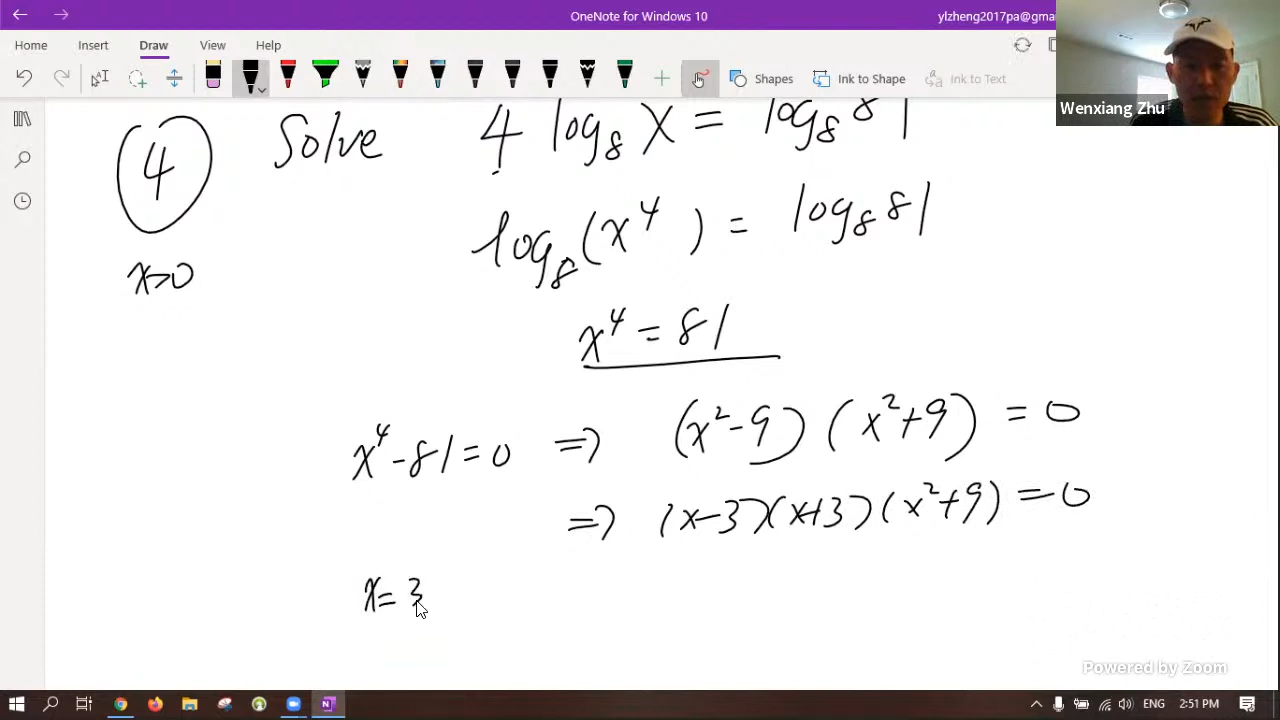 OneNote for Windows 10
ylzheng2017pa@gma
Home Insert Draw View Help
Shapes Ink to Shape Ink to Text
Wenxiang Zhu
④ Solve 4 log₈ x = log₈ 81
log₈(x⁴) = log₈ 81
x>0
x⁴ = 81
x⁴-81=0 => (x²-9)(x²+9) = 0
=> (x-3)(x+3)(x²+9) = 0
x= 3
Powered by Zoom
2:51 PM